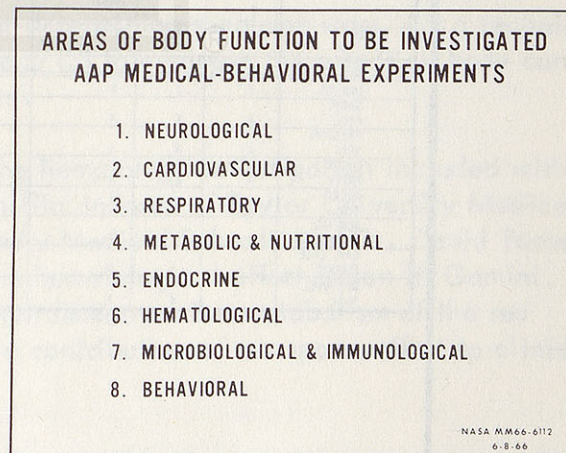 AREAS OF BODY FUNCTION TO BE INVESTIGATED
AAP MEDICAL-BEHAVIORAL EXPERIMENTS
1. NEUROLOGICAL
2. CARDIOVASCULAR
3. RESPIRATORY
4. METABOLIC & NUTRITIONAL
5. ENDOCRINE
6. HEMATOLOGICAL
7. MICROBIOLOGICAL & IMMUNOLOGICAL
8. BEHAVIORAL
NASA MM66-6112
6-8-66